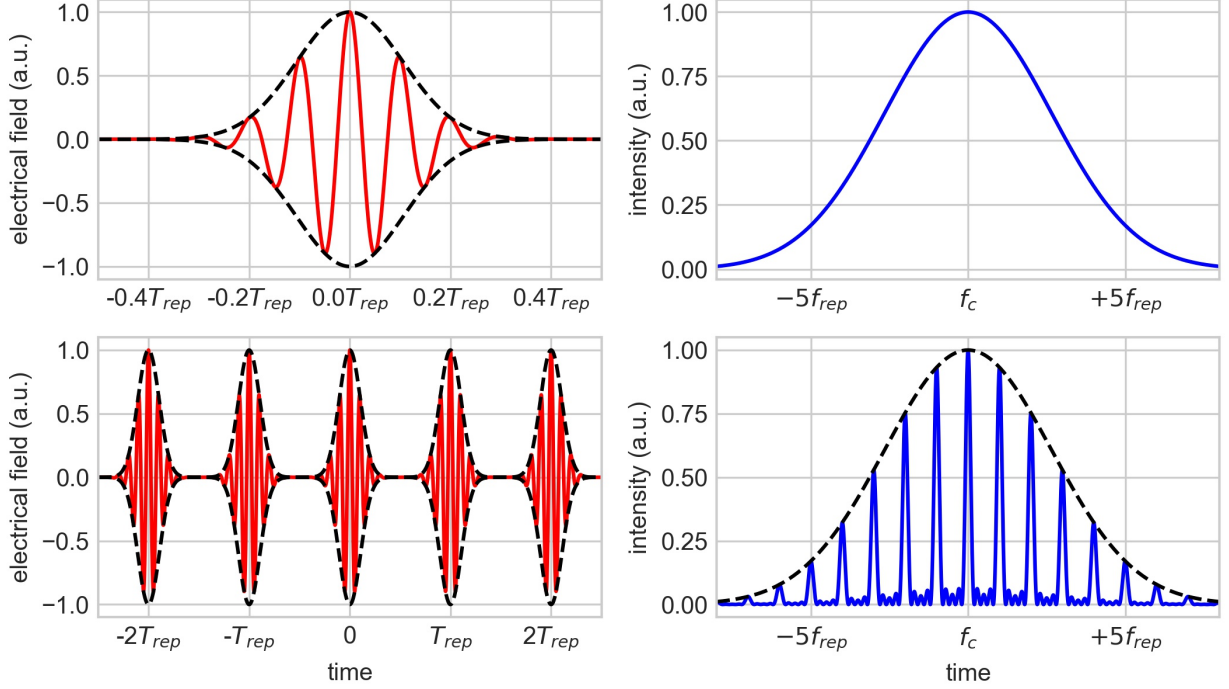 electrical field (a.u.)
1.0
0.5
0.0
−0.5
−1.0
-0.4T_rep
-0.2T_rep
0.0T_rep
0.2T_rep
0.4T_rep
intensity (a.u.)
1.00
0.75
0.50
0.25
0.00
−5f_rep
f_c
+5f_rep
electrical field (a.u.)
1.0
0.5
0.0
−0.5
−1.0
-2T_rep
-T_rep
0
T_rep
2T_rep
time
intensity (a.u.)
1.00
0.75
0.50
0.25
0.00
−5f_rep
f_c
+5f_rep
time